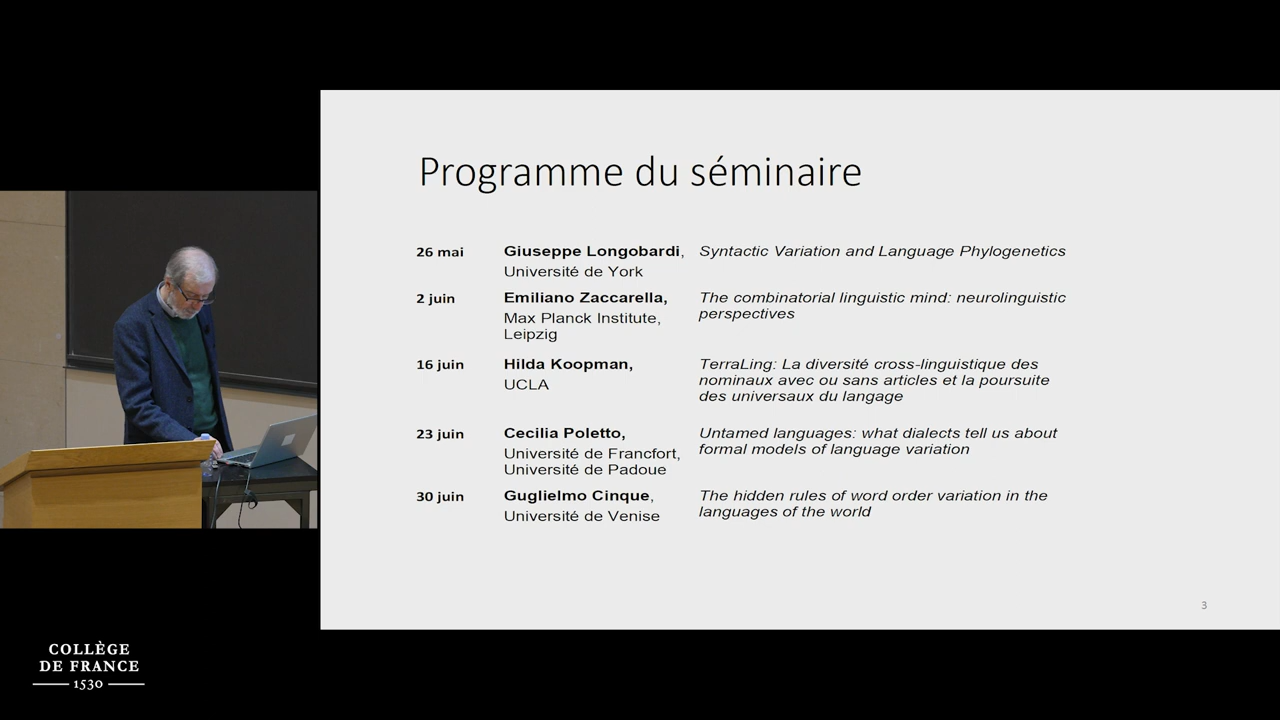 Programme du séminaire
26 mai Giuseppe Longobardi, Syntactic Variation and Language Phylogenetics
Université de York
2 juin Emiliano Zaccarella, The combinatorial linguistic mind: neurolinguistic
Max Planck Institute, perspectives
Leipzig
16 juin Hilda Koopman, TerraLing: La diversité cross-linguistique des
UCLA nominaux avec ou sans articles et la poursuite
des universaux du langage
23 juin Cecilia Poletto, Untamed languages: what dialects tell us about
Université de Francfort, formal models of language variation
Université de Padoue
30 juin Guglielmo Cinque, The hidden rules of word order variation in the
Université de Venise languages of the world
3
COLLÈGE
DE FRANCE
1530